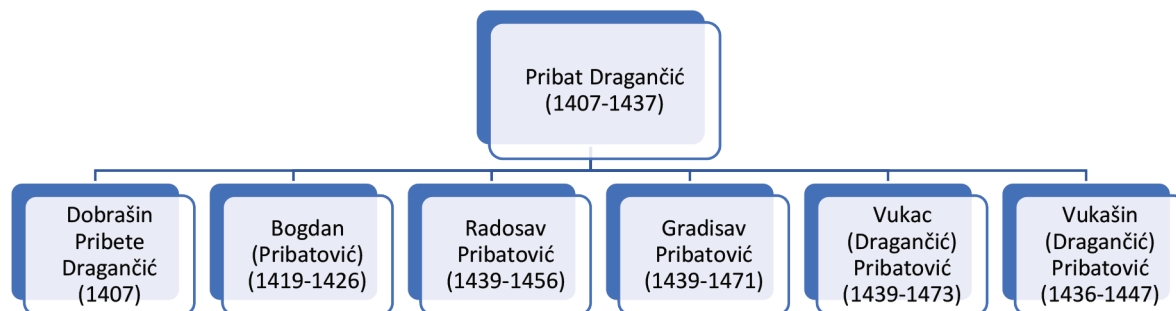 Pribat Dragančić
(1407-1437)
Dobrašin
Pribete
Dragančić
(1407)
Bogdan
(Pribatović)
(1419-1426)
Radosav
Pribatović
(1439-1456)
Gradisav
Pribatović
(1439-1471)
Vukac
(Dragančić)
Pribatović
(1439-1473)
Vukašin
(Dragančić)
Pribatović
(1436-1447)